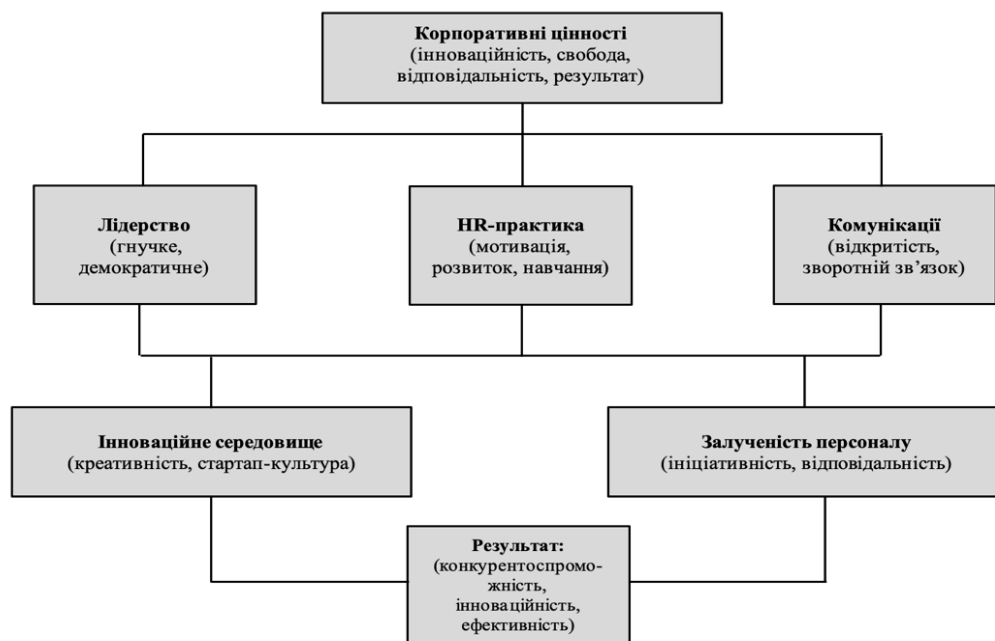 Корпоративні цінності
(інноваційність, свобода,
відповідальність, результат)
Лідерство
(гнучке,
демократичне)
HR-практика
(мотивація,
розвиток, навчання)
Комунікації
(відкритість,
зворотній зв’язок)
Інноваційне середовище
(креативність, стартап-культура)
Залученість персоналу
(ініціативність, відповідальність)
Результат:
(конкурентоспромо-
жність,
інноваційність,
ефективність)